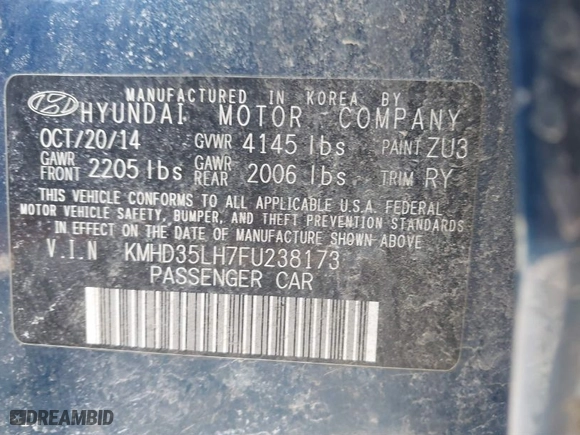 MANUFACTURED IN KOREA BY
HYUNDAI MOTOR COMPANY
OCT/20/14 GVWR 4145 lbs PAINT ZU3
GAWR FRONT 2205 lbs GAWR REAR 2006 lbs TRIM RY
THIS VEHICLE CONFORMS TO ALL APPLICABLE U.S.A. FEDERAL
MOTOR VEHICLE SAFETY, BUMPER, AND THEFT PREVENTION STANDARDS
IN EFFECT ON THE DATE OF MANUFACTURE SHOWN ABOVE
V.I.N KMHD35LH7FU238173
PASSENGER CAR
DREAMBID